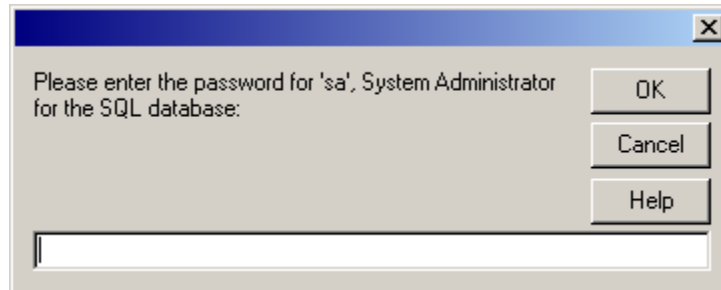 Please enter the password for 'sa', System Administrator
for the SQL database:
OK
Cancel
Help